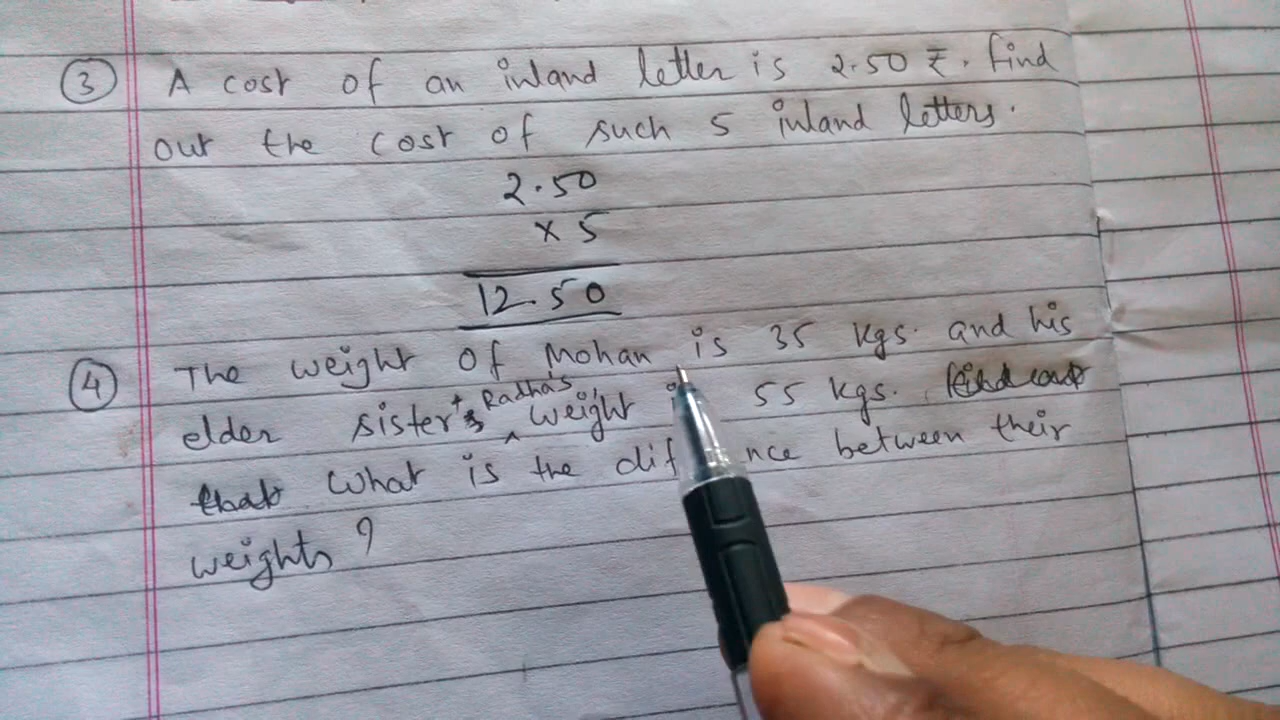 ③ A cost of an inland letter is 2.50 ₹. find
out the cost of such 5 inland letters.
2.50
× 5
12.50
④ The weight of Mohan is 35 kgs. and his
elder sister's Radha's weight 55 kgs.
What is the between their
weights ?